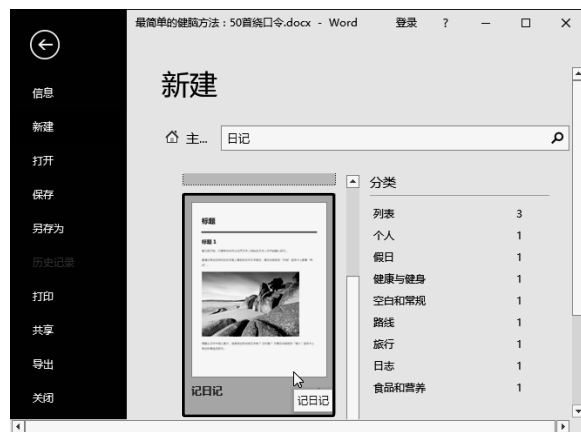 最简单的健脑方法：50首绕口令.docx - Word 登录 ? － □ ×
信息
新建
打开
保存
另存为
历史记录
打印
共享
导出
关闭
新建
主... 日记
标题
标题 1
记日记
记日记
分类
列表 3
个人 1
假日 1
健康与健身 1
空白和常规 1
路线 1
旅行 1
日志 1
食品和营养 1